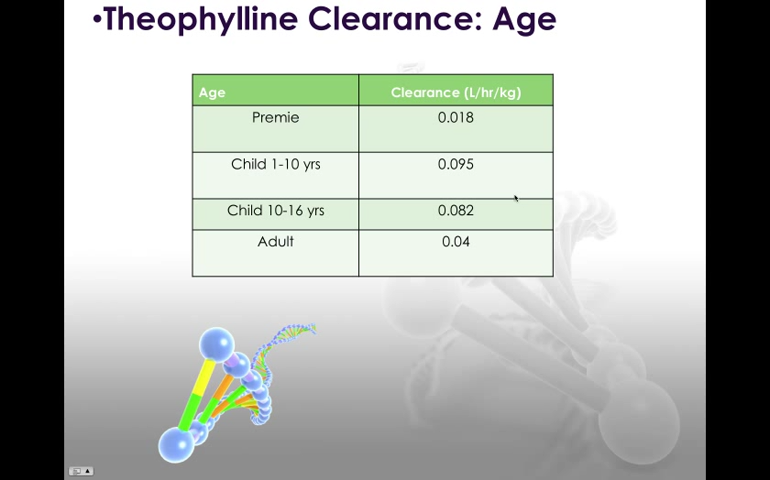 •Theophylline Clearance: Age
Age Clearance (L/hr/kg)
Premie 0.018
Child 1-10 yrs 0.095
Child 10-16 yrs 0.082
Adult 0.04